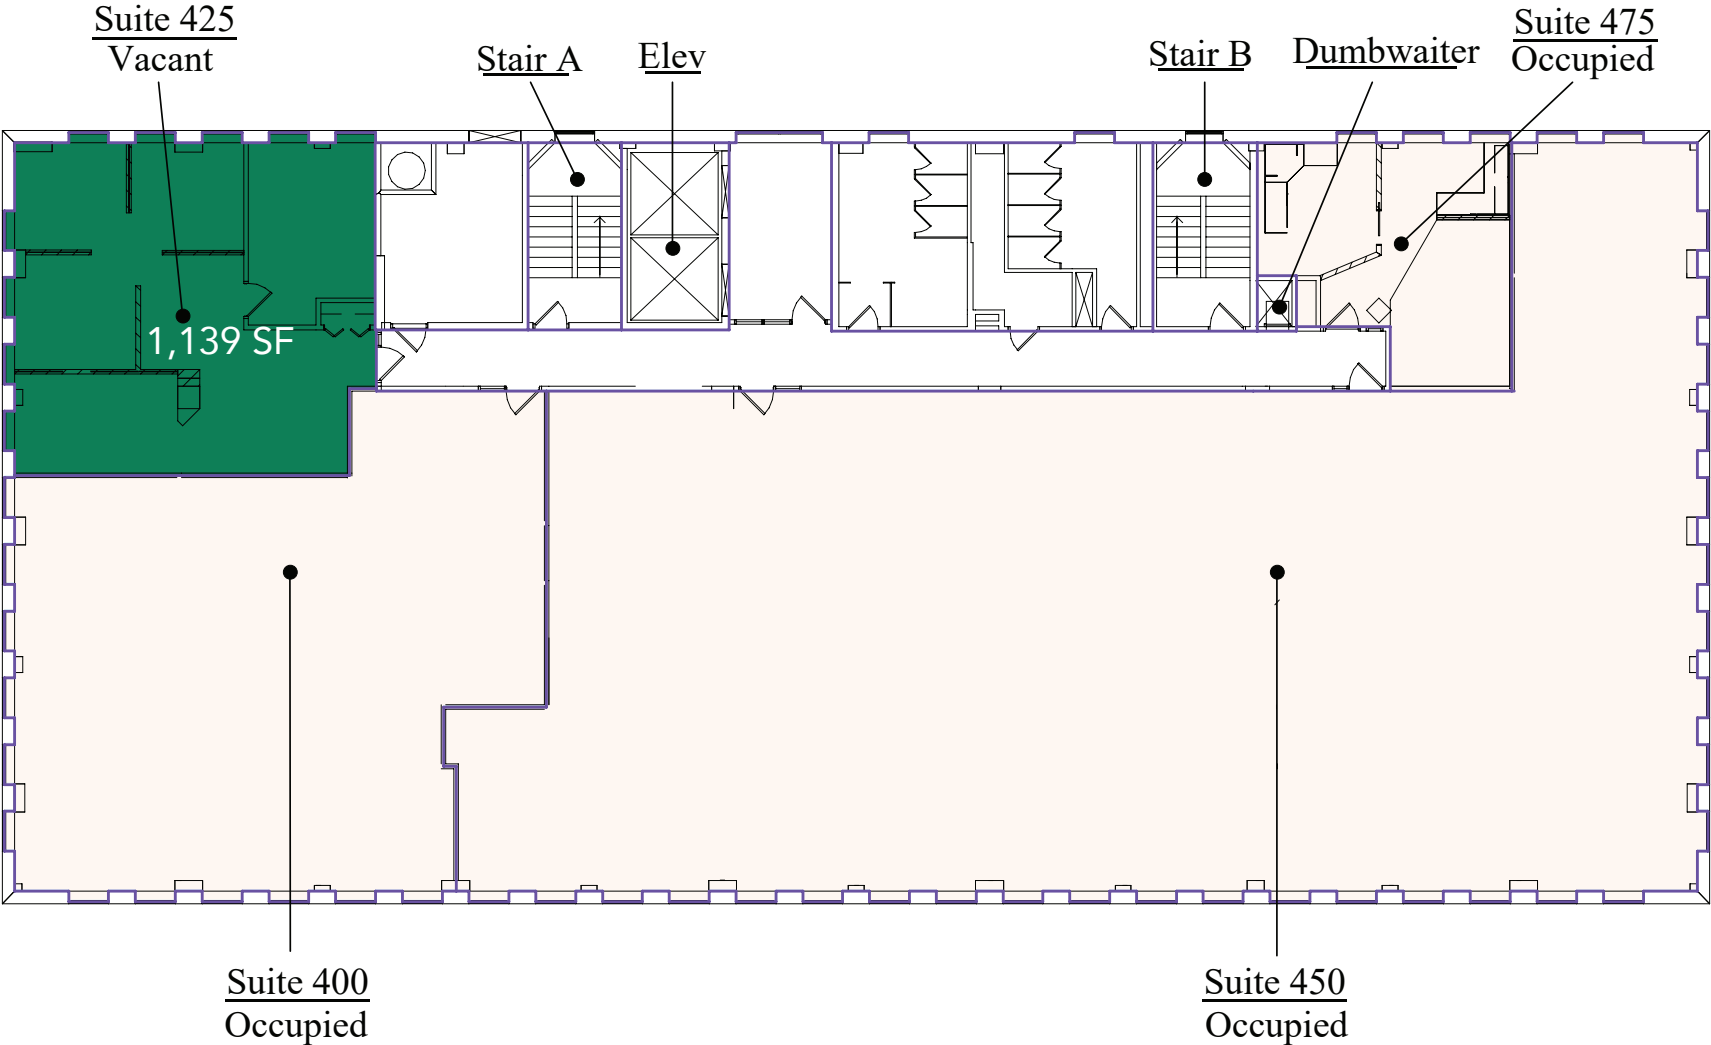 Suite 425
Vacant
Stair A
Elev
Stair B
Dumbwaiter
Suite 475
Occupied
1,139 SF
Suite 400
Occupied
Suite 450
Occupied